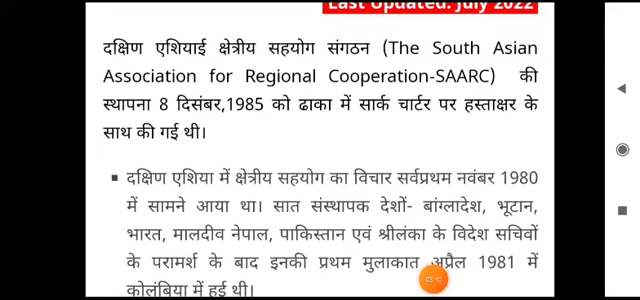 Last Updated: July 2022
दक्षिण एशियाई क्षेत्रीय सहयोग संगठन (The South Asian
Association for Regional Cooperation-SAARC) की
स्थापना 8 दिसंबर,1985 को ढाका में सार्क चार्टर पर हस्ताक्षर के
साथ की गई थी।
▪ दक्षिण एशिया में क्षेत्रीय सहयोग का विचार सर्वप्रथम नवंबर 1980
में सामने आया था। सात संस्थापक देशों- बांग्लादेश, भूटान,
भारत, मालदीव नेपाल, पाकिस्तान एवं श्रीलंका के विदेश सचिवों
के परामर्श के बाद इनकी प्रथम मुलाकात अप्रैल 1981 में
कोलंबिया में हुई थी।